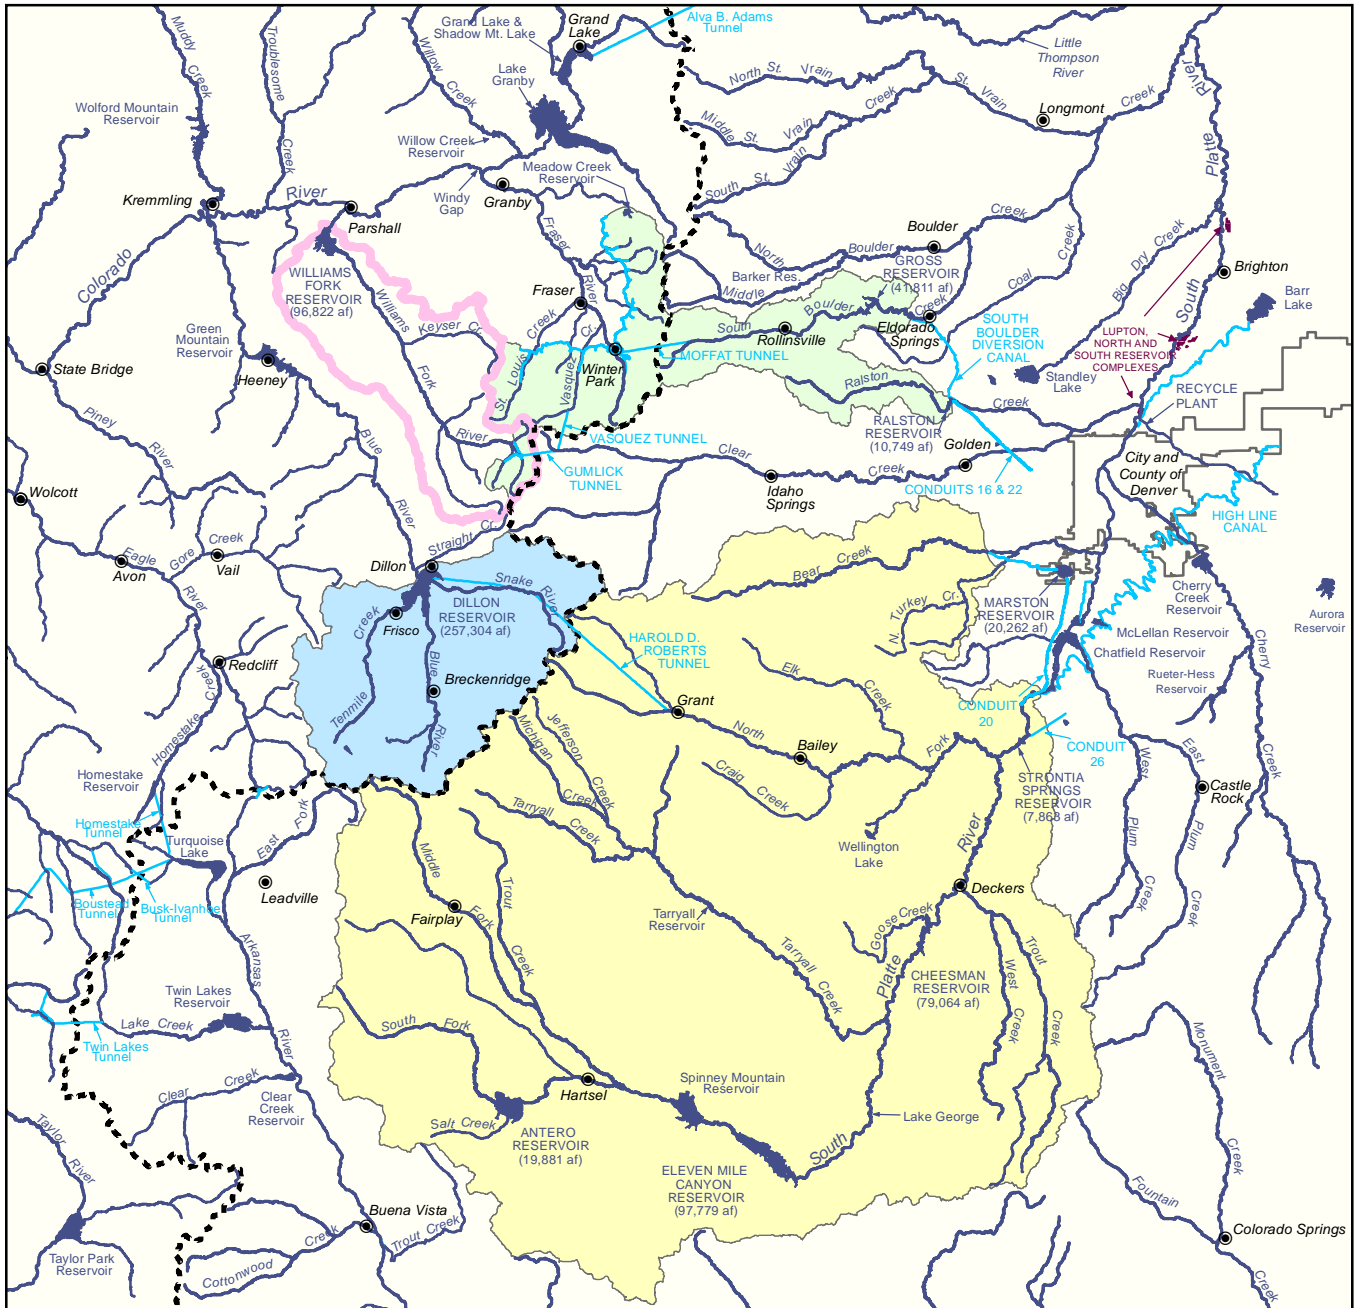 Muddy
Creek
Troublesome
Creek
Willow
Creek
Grand Lake &
Shadow Mt. Lake
Grand
Lake
Alva B. Adams
Tunnel
Little
Thompson
River
River
Platte
Lake
Granby
North St. Vrain
St. Vrain
Creek
Longmont
Wolford Mountain
Reservoir
Middle St. Vrain Creek
Willow Creek
Reservoir
Meadow Creek
Reservoir
South St. Vrain
Kremmling
River
Parshall
Windy
Gap
Granby
Colorado
Fraser
River
North Boulder Creek
Boulder
Barker Res.
Middle
GROSS
RESERVOIR
(41,811 af)
Coal
Creek
Big Dry Creek
Brighton
South
Barr
Lake
WILLIAMS
FORK
RESERVOIR
(96,822 af)
Williams
Fork
Keyser Cr.
Fraser
St. Louis
Creek
Vasquez
Cr.
South
Boulder
Creek
Rollinsville
Eldorado
Springs
SOUTH
BOULDER
DIVERSION
CANAL
LUPTON,
NORTH AND
SOUTH RESERVOIR
COMPLEXES
Green
Mountain
Reservoir
Heeney
State Bridge
Winter
Park
MOFFAT TUNNEL
Ralston
Creek
Standley
Lake
RECYCLE
PLANT
RALSTON
RESERVOIR
(10,749 af)
Golden
Piney
River
Blue
River
River
VASQUEZ TUNNEL
GUMLICK
TUNNEL
Clear
Creek
Idaho
Springs
CONDUITS 16 & 22
City and
County of
Denver
HIGH LINE
CANAL
Wolcott
Eagle
River
Avon
Gore Creek
Vail
Straight
Cr.
Dillon
Snake
River
Bear Creek
DILLON
RESERVOIR
(257,304 af)
Frisco
Tenmile
Creek
Blue
River
Breckenridge
HAROLD D.
ROBERTS
TUNNEL
N. Turkey Cr.
MARSTON
RESERVOIR
(20,262 af)
Cherry
Creek
Reservoir
Aurora
Reservoir
McLellan Reservoir
Chatfield Reservoir
Rueter-Hess
Reservoir
Cherry
Creek
Redcliff
Homestake
Creek
Elk
Creek
Grant
North
Fork
Bailey
CONDUIT
20
CONDUIT
26
Michigan
Creek
Jefferson
Creek
Craig
Creek
STRONTIA
SPRINGS
RESERVOIR
(7,863 af)
West
Plum
Creek
East
Plum
Creek
Castle
Rock
Homestake
Reservoir
Homestake
Tunnel
Turquoise
Lake
East
Fork
Tarryall
Creek
Wellington
Lake
River
Leadville
Boustead
Tunnel
Busk-Ivanhoe
Tunnel
Middle
Fork
Trout
Creek
Fairplay
Tarryall
Reservoir
Deckers
Goose Creek
Arkansas
River
Tarryall
Creek
Platte
CHEESMAN
RESERVOIR
(79,064 af)
West
Creek
Trout
Creek
Twin Lakes
Reservoir
Lake Creek
Twin Lakes
Tunnel
South Fork
Monument
Creek
Clear Creek
Clear
Creek
Reservoir
Hartsel
Spinney Mountain
Reservoir
Lake George
Salt Creek
ANTERO
RESERVOIR
(19,881 af)
ELEVEN MILE
CANYON
RESERVOIR
(97,779 af)
South
Taylor
River
Taylor Park
Reservoir
Buena Vista
Cottonwood
Creek
Trout Creek
Fountain
Creek
Colorado Springs